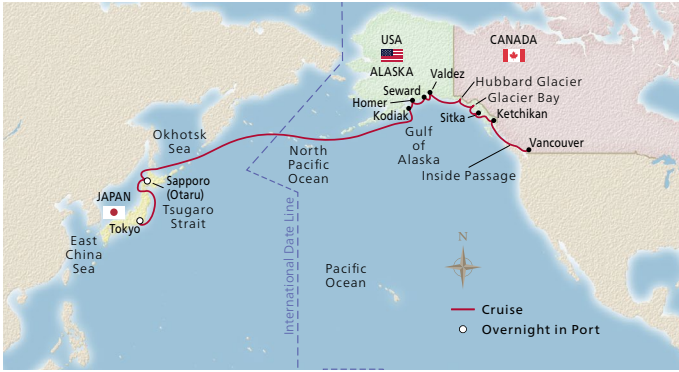 USA
CANADA
ALASKA
Valdez
Hubbard Glacier
Seward
Glacier Bay
Homer
Kodiak
Sitka
Ketchikan
Okhotsk
Sea
Gulf
of
Alaska
Vancouver
North
Pacific
Ocean
Inside Passage
Sapporo
(Otaru)
JAPAN
Tsugaro
Strait
Tokyo
East
China
Sea
International Date Line
N
Pacific
Ocean
Cruise
Overnight in Port